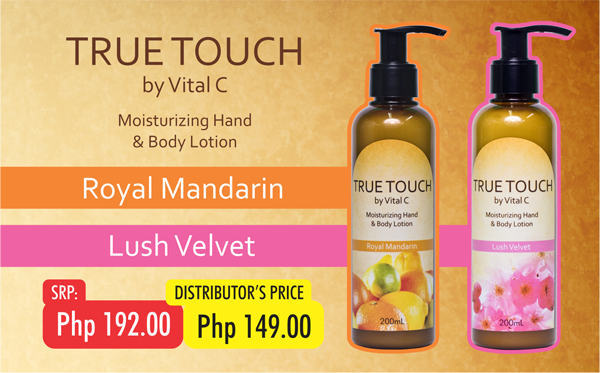 TRUE TOUCH
by Vital C
Moisturizing Hand
& Body Lotion
Royal Mandarin
Lush Velvet
SRP:
Php 192.00
DISTRIBUTOR'S PRICE
Php 149.00
TRUE TOUCH
by Vital C
Moisturizing Hand
& Body Lotion
Royal Mandarin
200mL
TRUE TOUCH
by Vital C
Moisturizing Hand
& Body Lotion
Lush Velvet
200mL